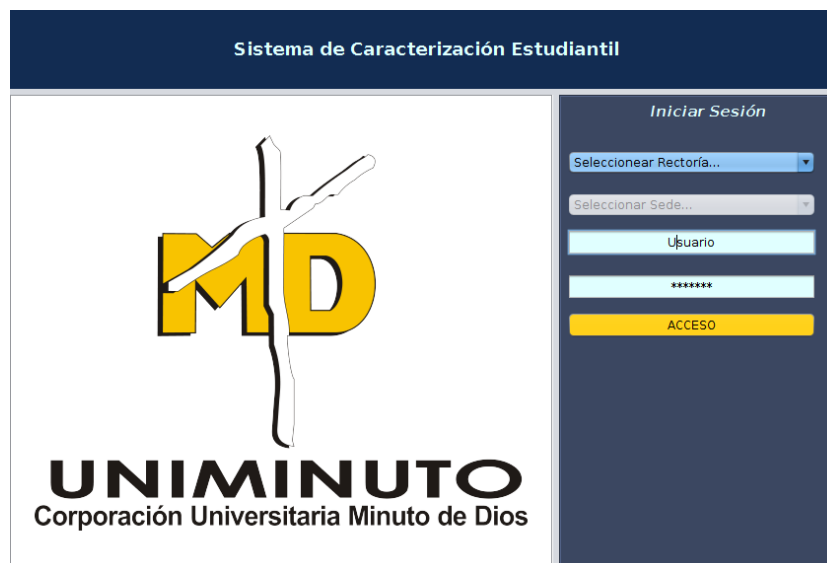 Sistema de Caracterización Estudiantil
Iniciar Sesión
Seleccionear Rectoría...
Seleccionar Sede...
Usuario
*******
ACCESO
MD
UNIMINUTO
Corporación Universitaria Minuto de Dios